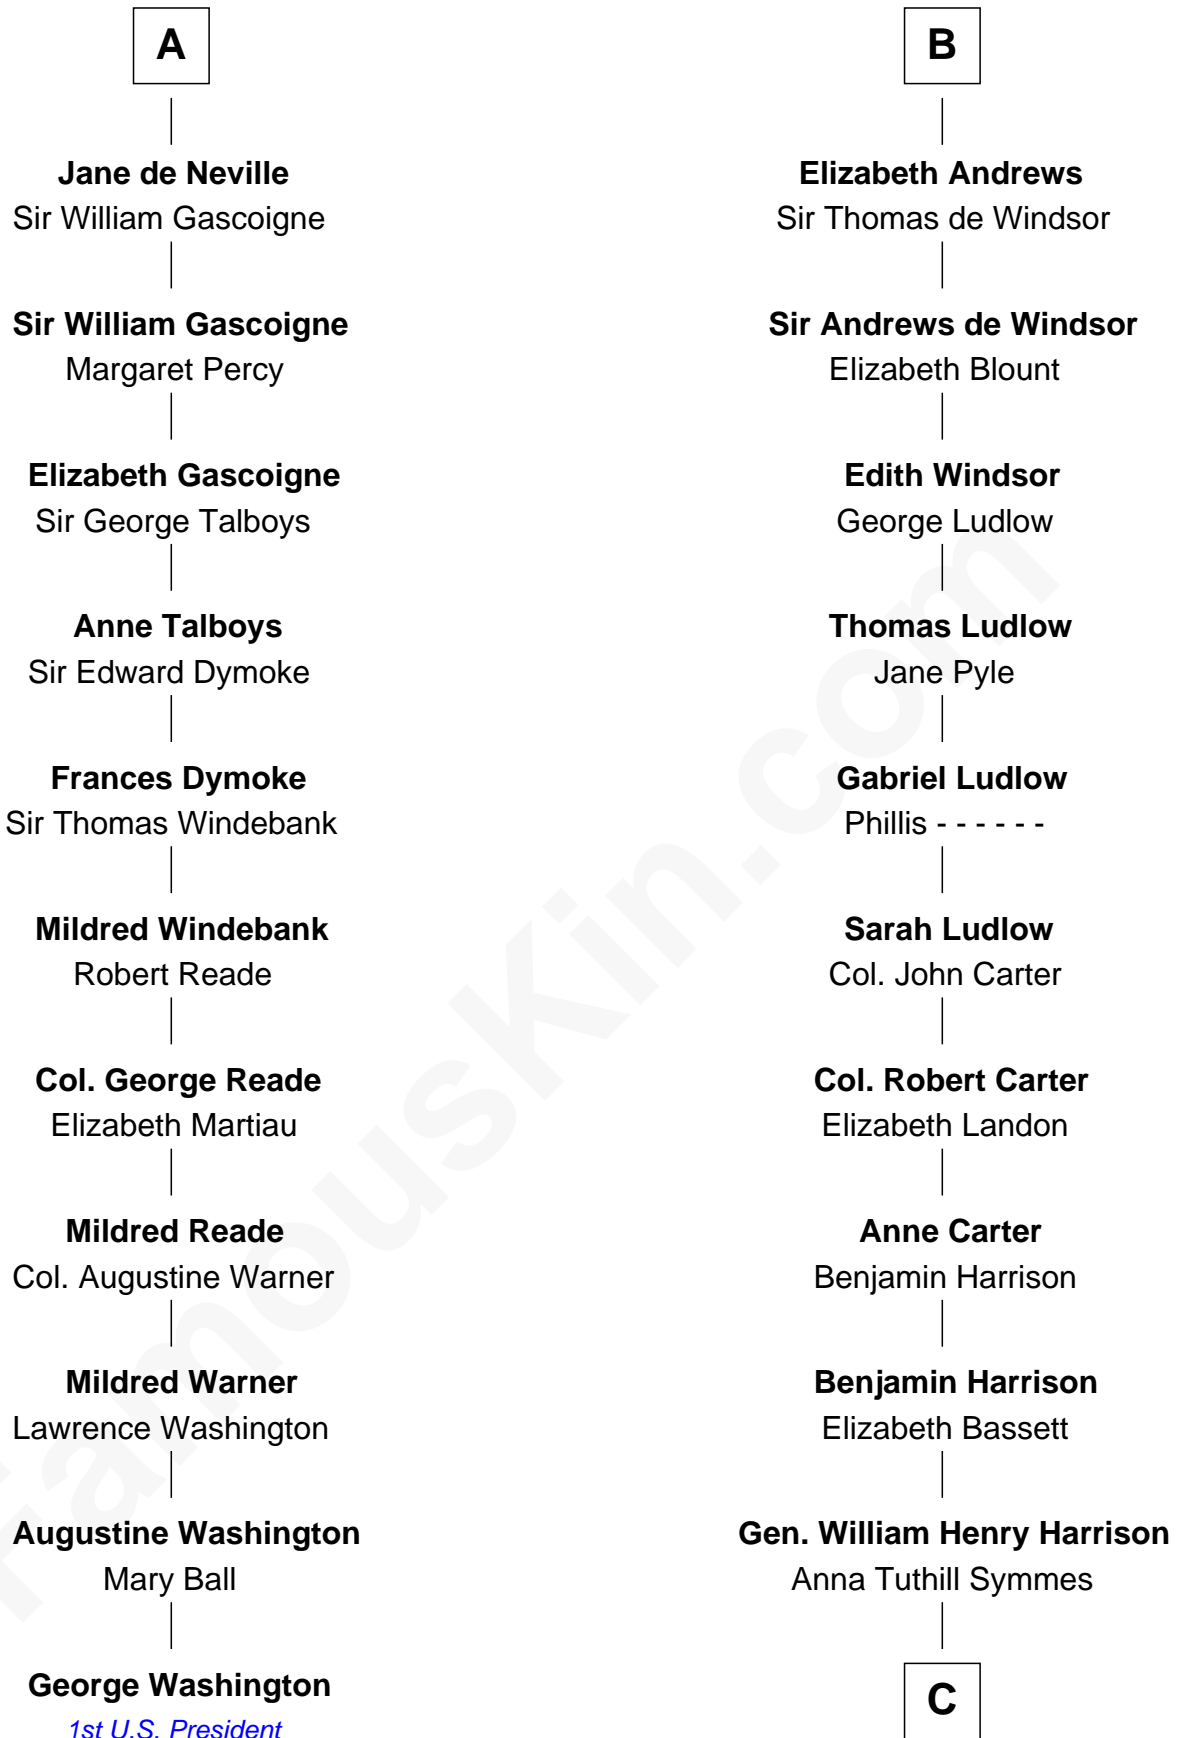 A
Jane de Neville
Sir William Gascoigne
Sir William Gascoigne
Margaret Percy
Elizabeth Gascoigne
Sir George Talboys
Anne Talboys
Sir Edward Dymoke
Frances Dymoke
Sir Thomas Windebank
Mildred Windebank
Robert Reade
Col. George Reade
Elizabeth Martiau
Mildred Reade
Col. Augustine Warner
Mildred Warner
Lawrence Washington
Augustine Washington
Mary Ball
George Washington
1st U.S. President
B
Elizabeth Andrews
Sir Thomas de Windsor
Sir Andrews de Windsor
Elizabeth Blount
Edith Windsor
George Ludlow
Thomas Ludlow
Jane Pyle
Gabriel Ludlow
Phillis - - - - - -
Sarah Ludlow
Col. John Carter
Col. Robert Carter
Elizabeth Landon
Anne Carter
Benjamin Harrison
Benjamin Harrison
Elizabeth Bassett
Gen. William Henry Harrison
Anna Tuthill Symmes
C
FamousKin.com